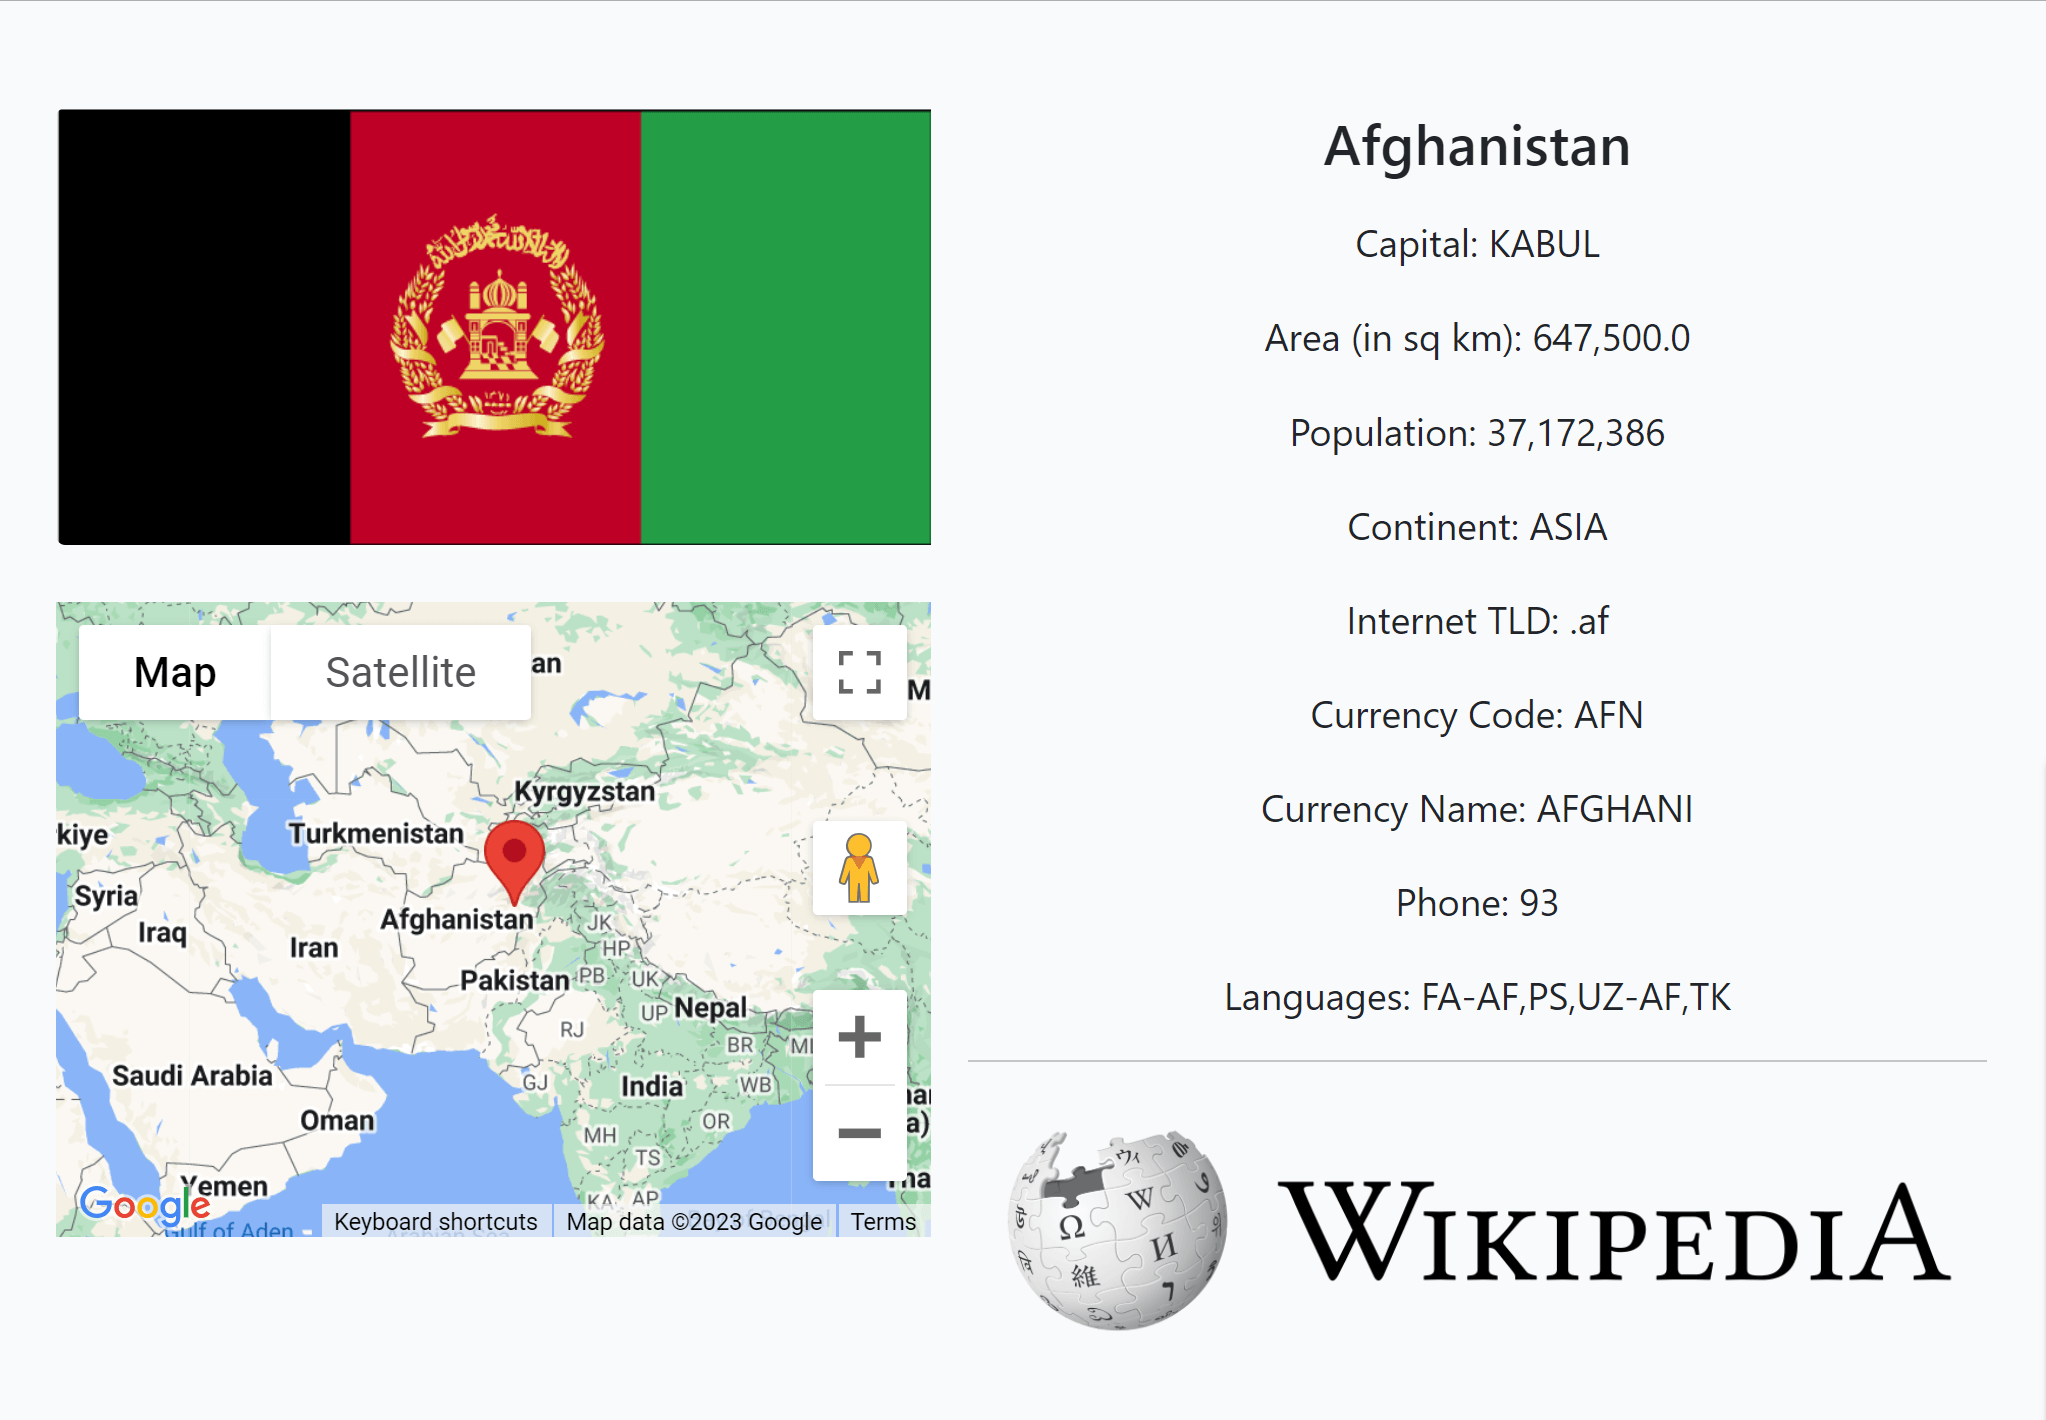 Afghanistan
Capital: KABUL
Area (in sq km): 647,500.0
Population: 37,172,386
Continent: ASIA
Internet TLD: .af
Currency Code: AFN
Currency Name: AFGHANI
Phone: 93
Languages: FA-AF,PS,UZ-AF,TK
Map
Satellite
an
M
Kyrgyzstan
Turkmenistan
kiye
Syria
Iraq
Iran
Afghanistan
JK
HP
Pakistan
PB
UK
UP
Nepal
RJ
BR
Saudi Arabia
GJ
India
WB
Oman
OR
MH
TS
Yemen
KA
AP
Google
Gulf of Aden
Keyboard shortcuts
Map data ©2023 Google
Terms
Ω
W
И
維
ウィ
WIKIPEDIA